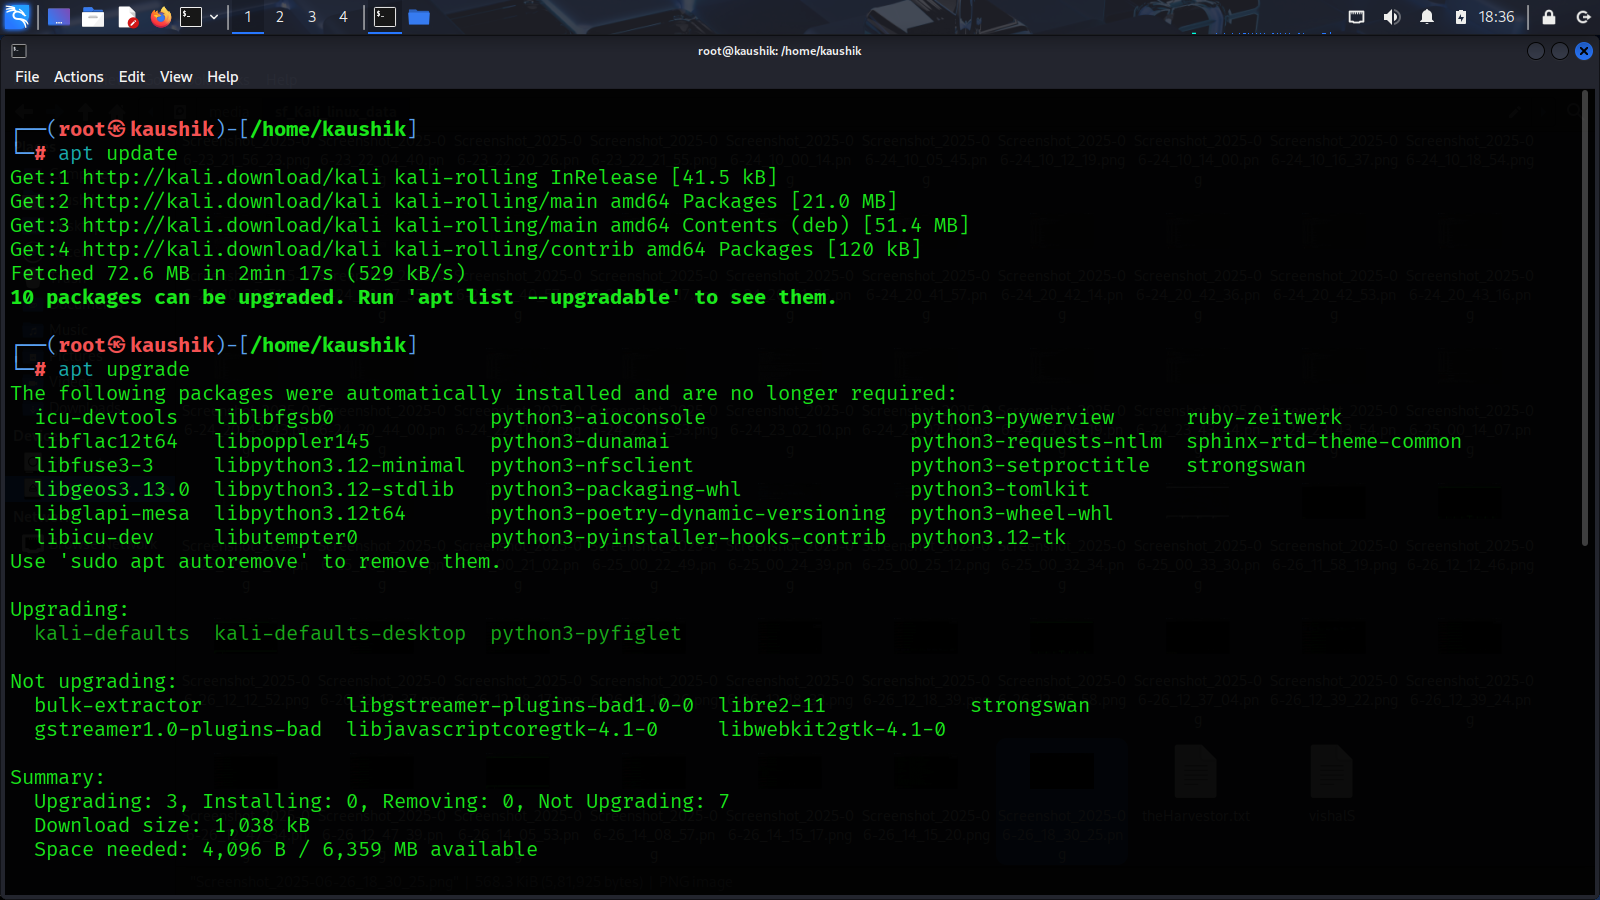 1 2 3 4 18:36
root@kaushik: /home/kaushik
File Actions Edit View Help
┌──(root㉿kaushik)-[/home/kaushik]
└─# apt update
Get:1 http://kali.download/kali kali-rolling InRelease [41.5 kB]
Get:2 http://kali.download/kali kali-rolling/main amd64 Packages [21.0 MB]
Get:3 http://kali.download/kali kali-rolling/main amd64 Contents (deb) [51.4 MB]
Get:4 http://kali.download/kali kali-rolling/contrib amd64 Packages [120 kB]
Fetched 72.6 MB in 2min 17s (529 kB/s)
10 packages can be upgraded. Run 'apt list --upgradable' to see them.
┌──(root㉿kaushik)-[/home/kaushik]
└─# apt upgrade
The following packages were automatically installed and are no longer required:
icu-devtools liblbfgsb0 python3-aioconsole python3-pywerview ruby-zeitwerk
libflac12t64 libpoppler145 python3-dunamai python3-requests-ntlm sphinx-rtd-theme-common
libfuse3-3 libpython3.12-minimal python3-nfsclient python3-setproctitle strongswan
libgeos3.13.0 libpython3.12-stdlib python3-packaging-whl python3-tomlkit
libglapi-mesa libpython3.12t64 python3-poetry-dynamic-versioning python3-wheel-whl
libicu-dev libutempter0 python3-pyinstaller-hooks-contrib python3.12-tk
Use 'sudo apt autoremove' to remove them.
Upgrading:
kali-defaults kali-defaults-desktop python3-pyfiglet
Not upgrading:
bulk-extractor libgstreamer-plugins-bad1.0-0 libre2-11 strongswan
gstreamer1.0-plugins-bad libjavascriptcoregtk-4.1-0 libwebkit2gtk-4.1-0
Summary:
Upgrading: 3, Installing: 0, Removing: 0, Not Upgrading: 7
Download size: 1,038 kB
Space needed: 4,096 B / 6,359 MB available